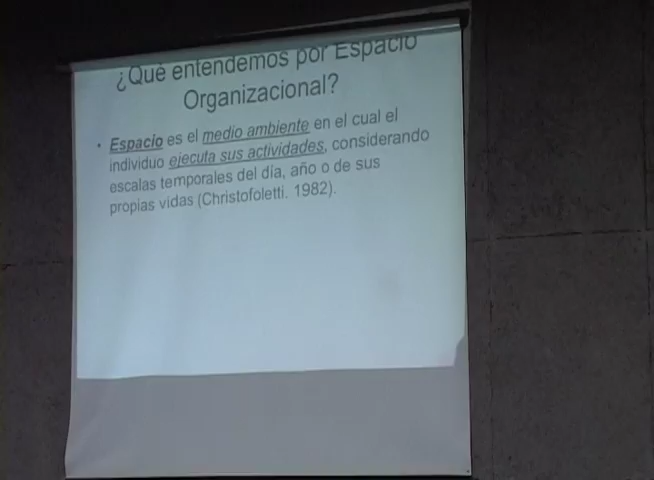 ¿Qué entendemos por Espacio
Organizacional?
• Espacio es el medio ambiente en el cual el
individuo ejecuta sus actividades, considerando
escalas temporales del día, año o de sus
propias vidas (Christofoletti. 1982).